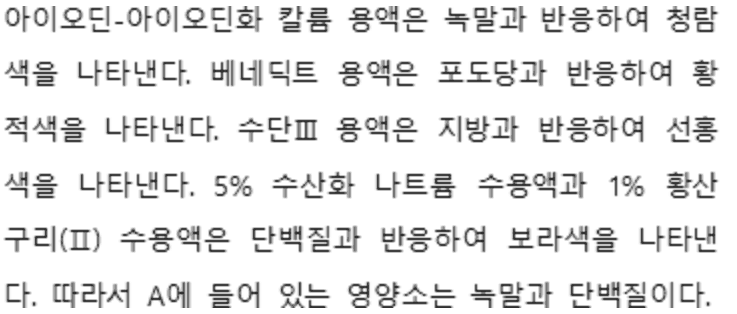 아이오딘-아이오딘화 칼륨 용액은 녹말과 반응하여 청람
색을 나타낸다. 베네딕트 용액은 포도당과 반응하여 황
적색을 나타낸다. 수단Ⅲ 용액은 지방과 반응하여 선홍
색을 나타낸다. 5% 수산화 나트륨 수용액과 1% 황산
구리(Ⅱ) 수용액은 단백질과 반응하여 보라색을 나타낸
다. 따라서 A에 들어 있는 영양소는 녹말과 단백질이다.